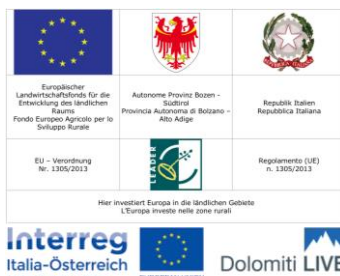 Europäischer
Landwirtschaftsfonds für die
Entwicklung des ländlichen
Raums
Fondo Europeo Agricolo per lo
Sviluppo Rurale
Autonome Provinz Bozen -
Südtirol
Provincia Autonoma di Bolzano –
Alto Adige
Republik Italien
Repubblica Italiana
EU – Verordnung
Nr. 1305/2013
LEADER
Regolamento (UE)
n. 1305/2013
Hier investiert Europa in die ländlichen Gebiete
L'Europa investe nelle zone rurali
Interreg
Italia-Österreich
EUROPEAN UNION
Dolomiti LIVE